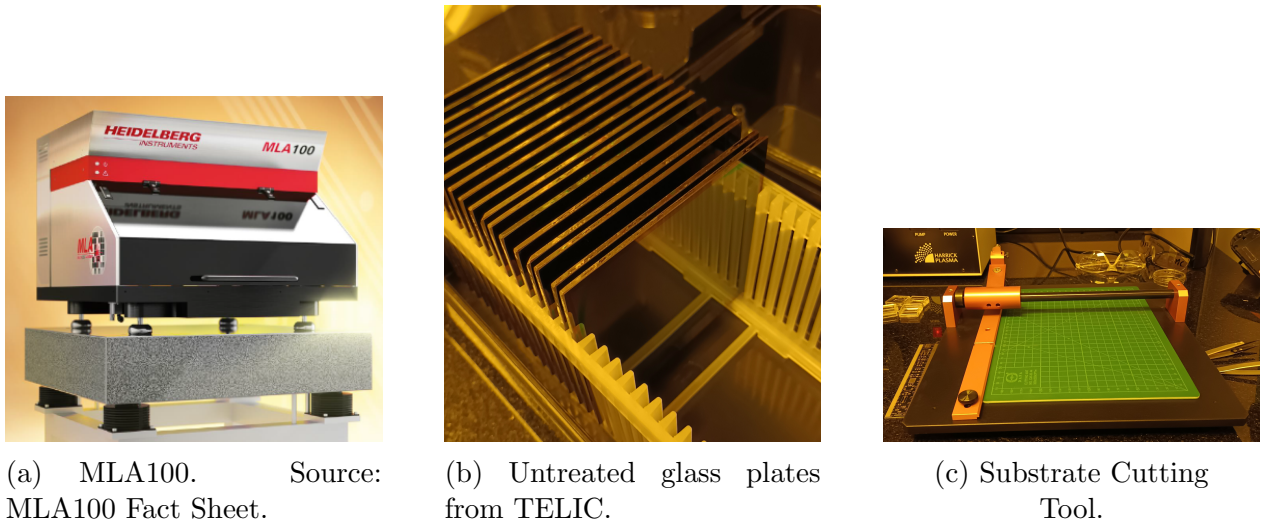 HEIDELBERG
INSTRUMENTS
MLA100
MLA
PUMP POWER
HARRICK
PLASMA
(a) MLA100. Source:
MLA100 Fact Sheet.
(b) Untreated glass plates
from TELIC.
(c) Substrate Cutting
Tool.